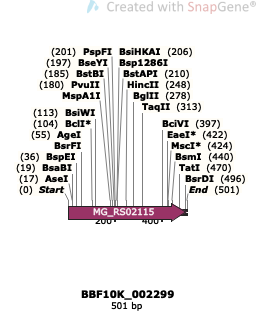 Created with SnapGene®
(201) PspFI BsiHKAI (206)
(197) BseYI Bsp1286I
(185) BstBI BstAPI (210)
(180) PvuII HincII (248)
MspA1I BglII (278)
TaqII (313)
(113) BsiWI
(104) BclI* BciVI (397)
(55) AgeI EaeI* (422)
BsrFI MscI* (424)
(36) BspEI BsmI (440)
(19) BsaBI TatI (470)
(17) AseI BsrDI (496)
(0) Start End (501)
MG_RS02115
200 400
BBF10K_002299
501 bp